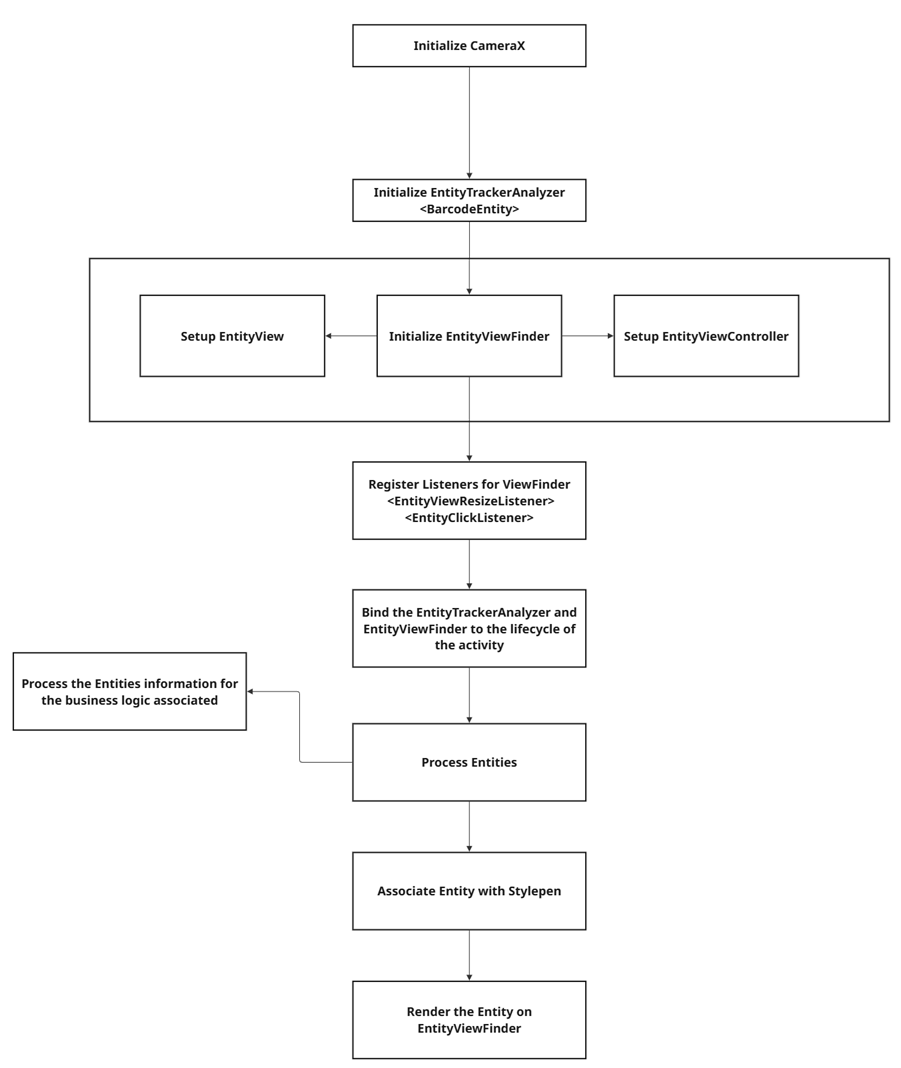 Initialize CameraX
Initialize EntityTrackerAnalyzer
<BarcodeEntity>
Setup EntityView
Initialize EntityViewFinder
Setup EntityViewController
Register Listeners for ViewFinder
<EntityViewResizeListener>
<EntityClickListener>
Bind the EntityTrackerAnalyzer and
EntityViewFinder to the lifecycle of
the activity
Process the Entities information for
the business logic associated
Process Entities
Associate Entity with Stylepen
Render the Entity on
EntityViewFinder